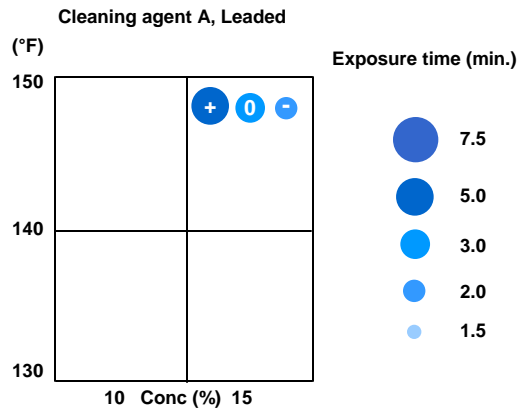 Cleaning agent A, Leaded
(°F)
Exposure time (min.)
150
+ 0 -
7.5
5.0
140
3.0
2.0
1.5
130
10 Conc (%) 15